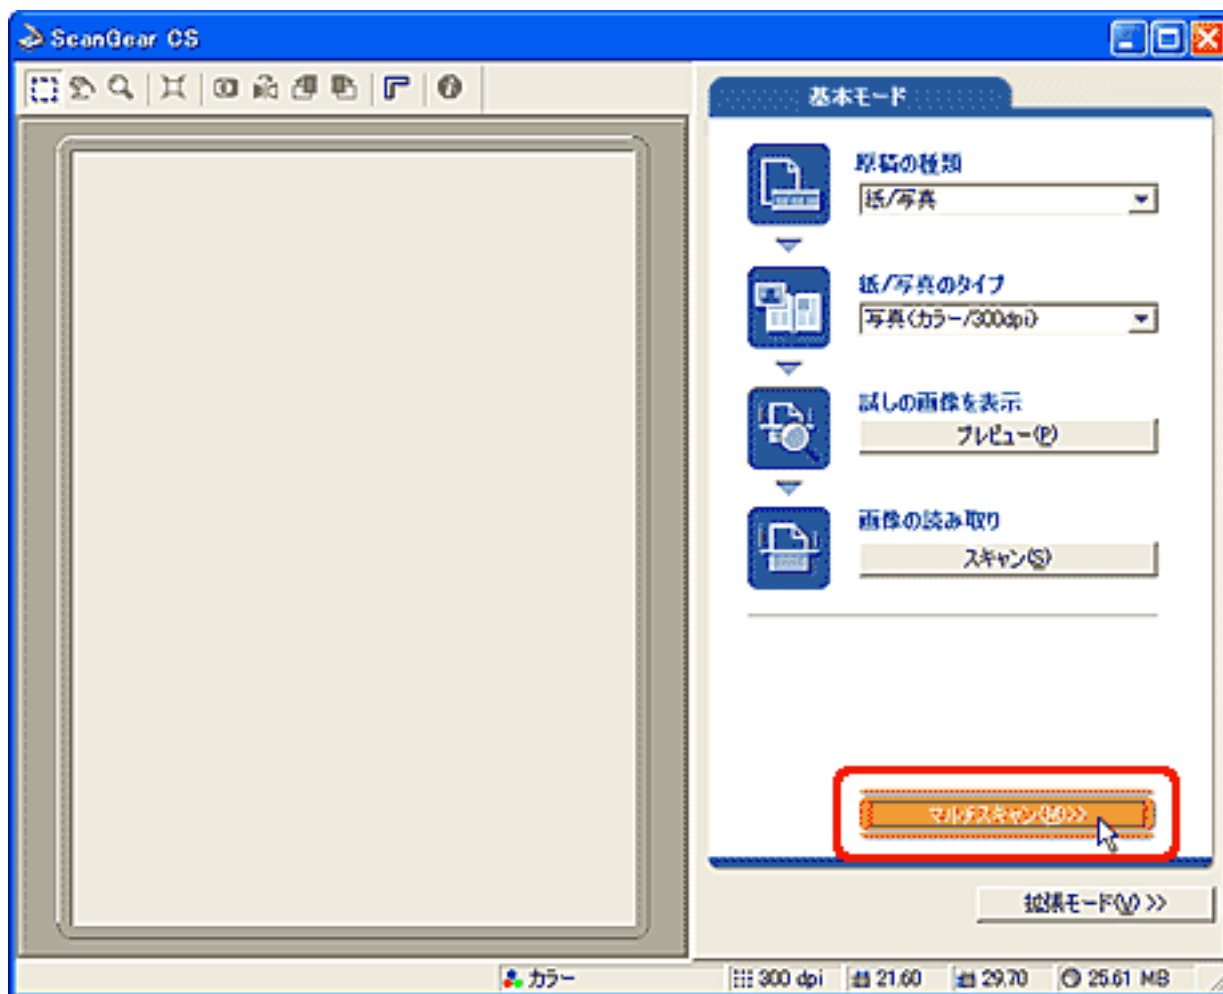 ScanGear CS
基本モード
原稿の種類
紙/写真
紙/写真のタイプ
写真(カラー/300dpi)
試しの画像を表示
プレビュー(P)
画像の読み取り
スキャン(S)
マルチスキャン(M)>>
拡張モード(V) >>
カラー
300 dpi
21.60
29.70
25.61 MB